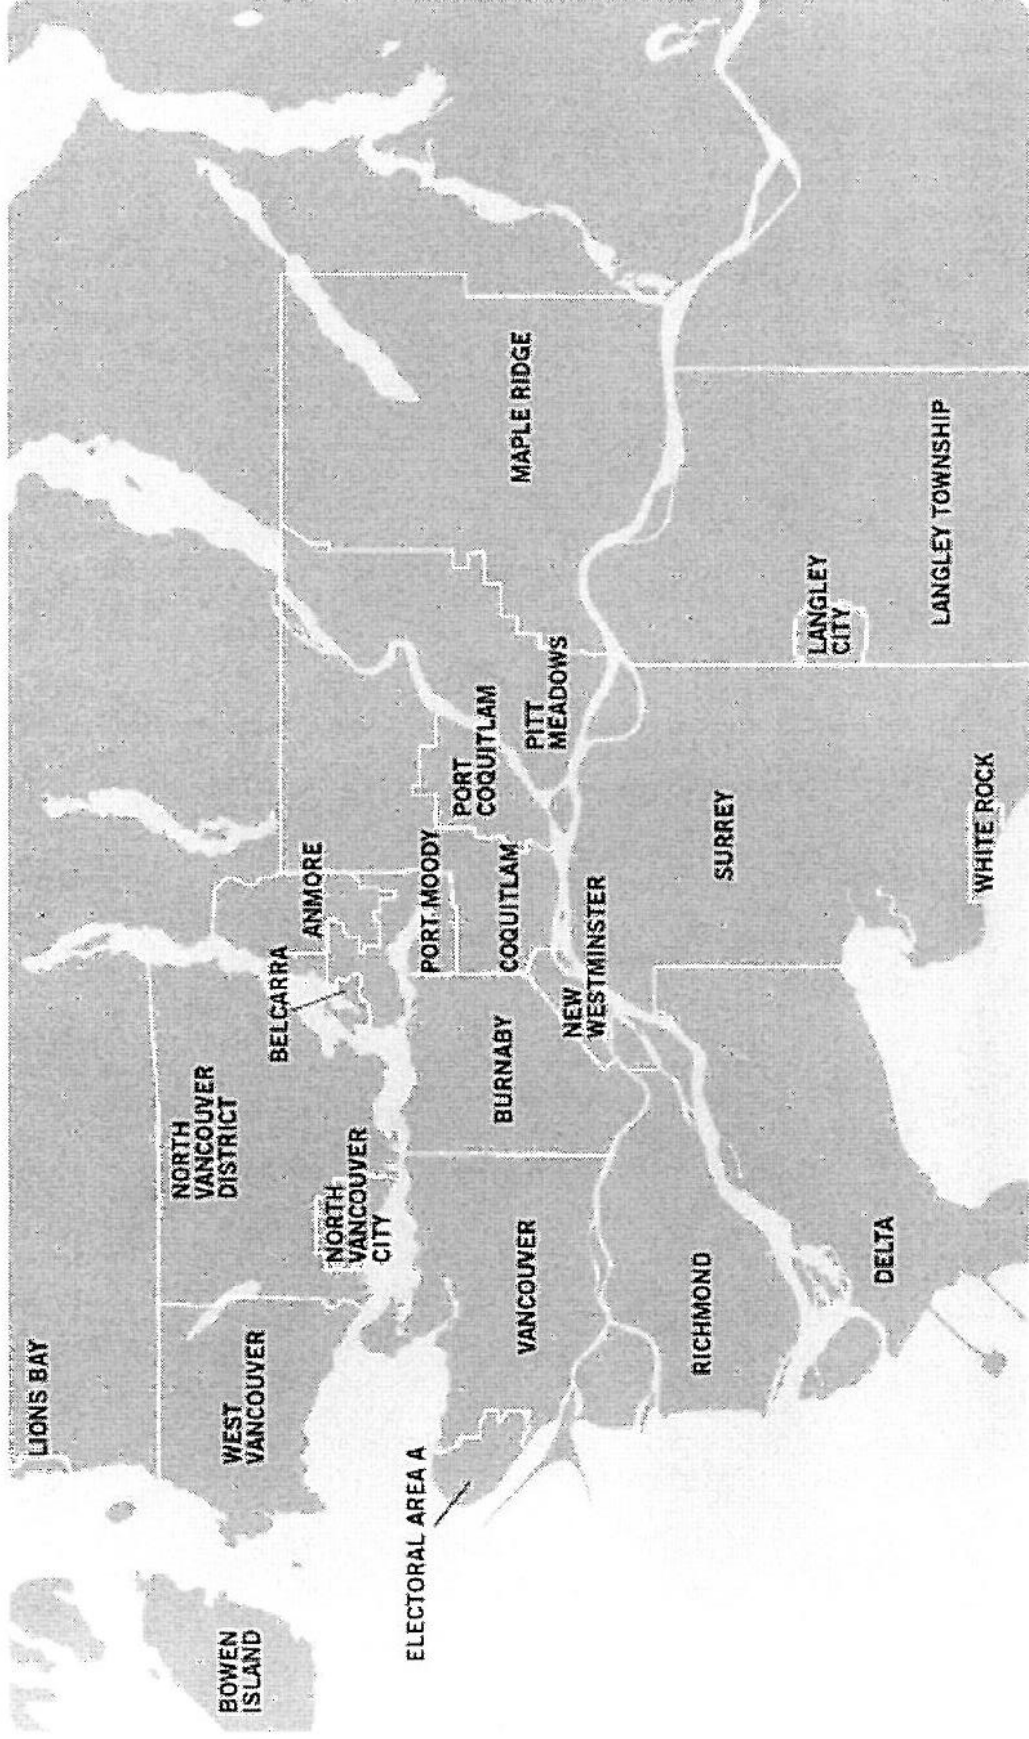 LIONS BAY
BOWEN
ISLAND
WEST
VANCOUVER
NORTH
VANCOUVER
DISTRICT
NORTH
VANCOUVER
CITY
BELCARRA
ANMORE
ELECTORAL AREA A
VANCOUVER
BURNABY
PORT MOODY
COQUITLAM
PORT
COQUITLAM
PITT
MEADOWS
MAPLE RIDGE
NEW
WESTMINSTER
RICHMOND
SURREY
DELTA
LANGLEY
CITY
LANGLEY TOWNSHIP
WHITE ROCK